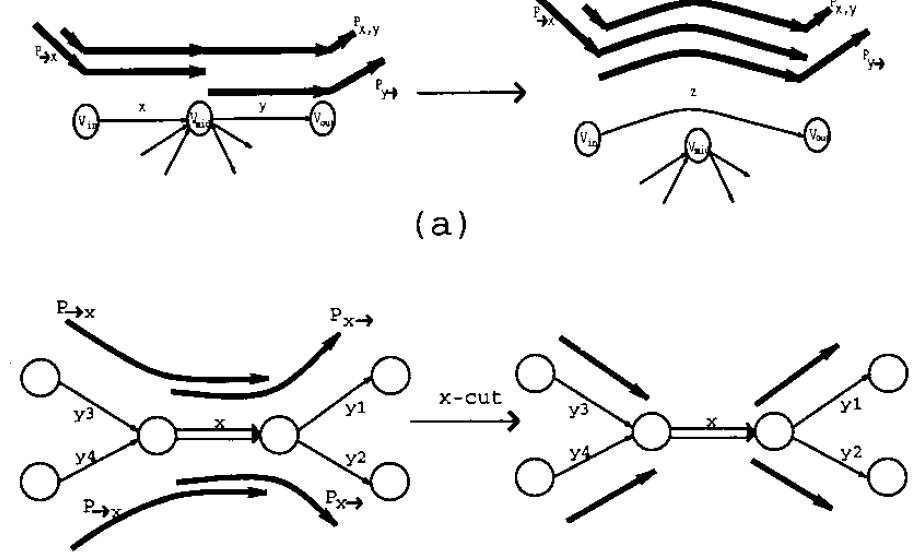 P→x
Px,y
Py→
x
y
Vin
Vmid
Vout
P→x
Px,y
Py→
z
Vin
Vmid
Vout
(a)
P→x
Px→
y3
x
y1
y4
y2
P→x
Px→
x-cut
y3
x
y1
y4
y2